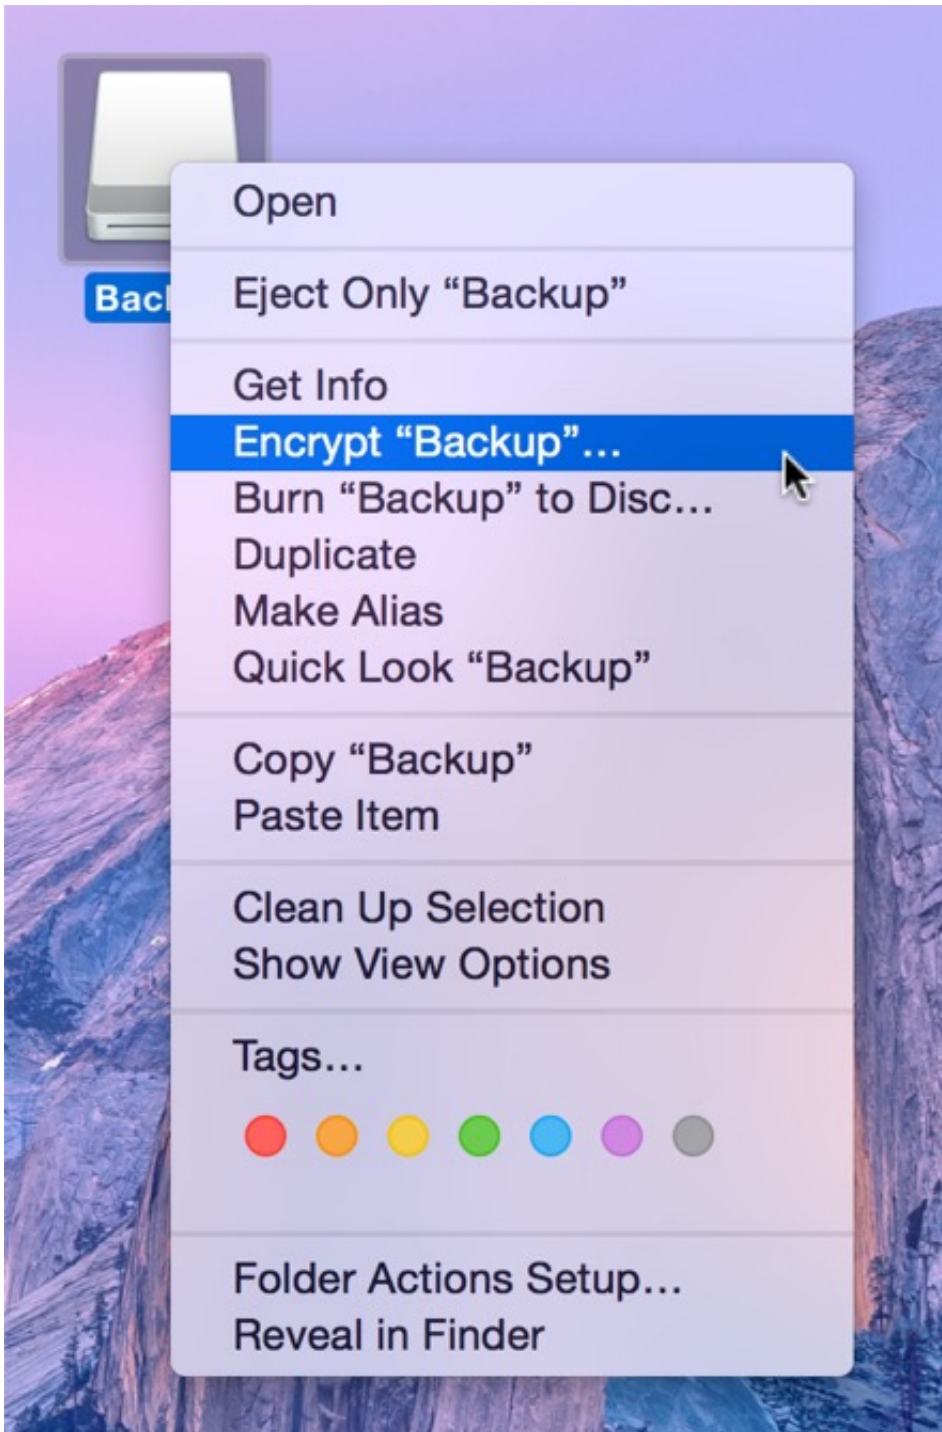 Open
Bac
Eject Only “Backup”
Get Info
Encrypt “Backup”...
Burn “Backup” to Disc...
Duplicate
Make Alias
Quick Look “Backup”
Copy “Backup”
Paste Item
Clean Up Selection
Show View Options
Tags...
Folder Actions Setup...
Reveal in Finder